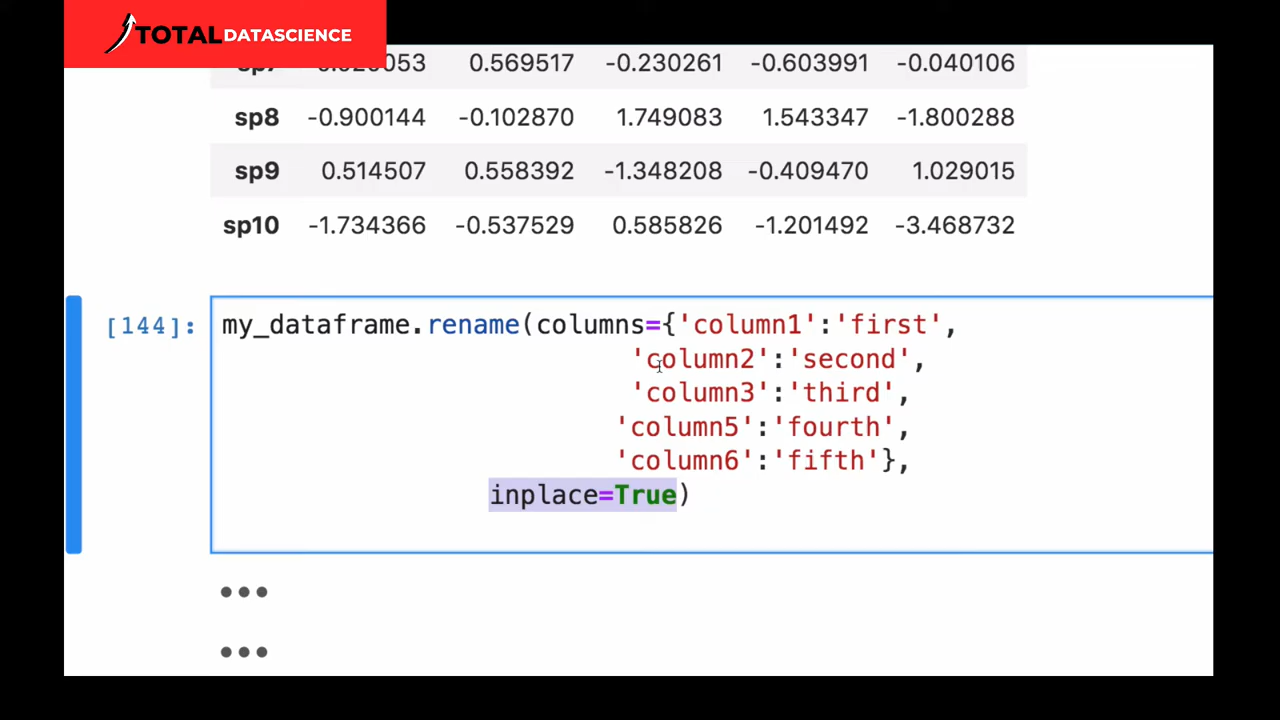 TOTALDATASCIENCE
0.569517 -0.230261 -0.603991 -0.040106
sp8 -0.900144 -0.102870 1.749083 1.543347 -1.800288
sp9 0.514507 0.558392 -1.348208 -0.409470 1.029015
sp10 -1.734366 -0.537529 0.585826 -1.201492 -3.468732
[144]: my_dataframe.rename(columns={'column1':'first',
'column2':'second',
'column3':'third',
'column5':'fourth',
'column6':'fifth'},
inplace=True)